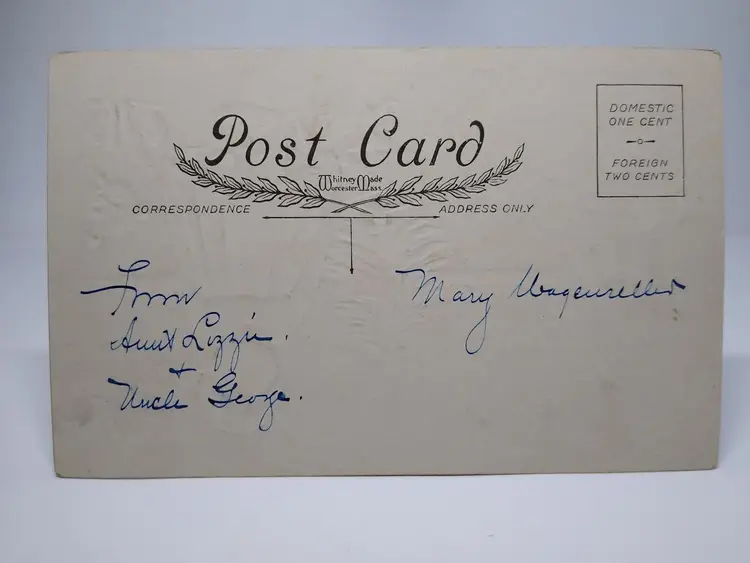 Post Card
Whitney Made
Worcester Mass.
CORRESPONDENCE
ADDRESS ONLY
DOMESTIC
ONE CENT
FOREIGN
TWO CENTS
From
Aunt Lizzie.
+
Uncle George.
Mary Wagenseller